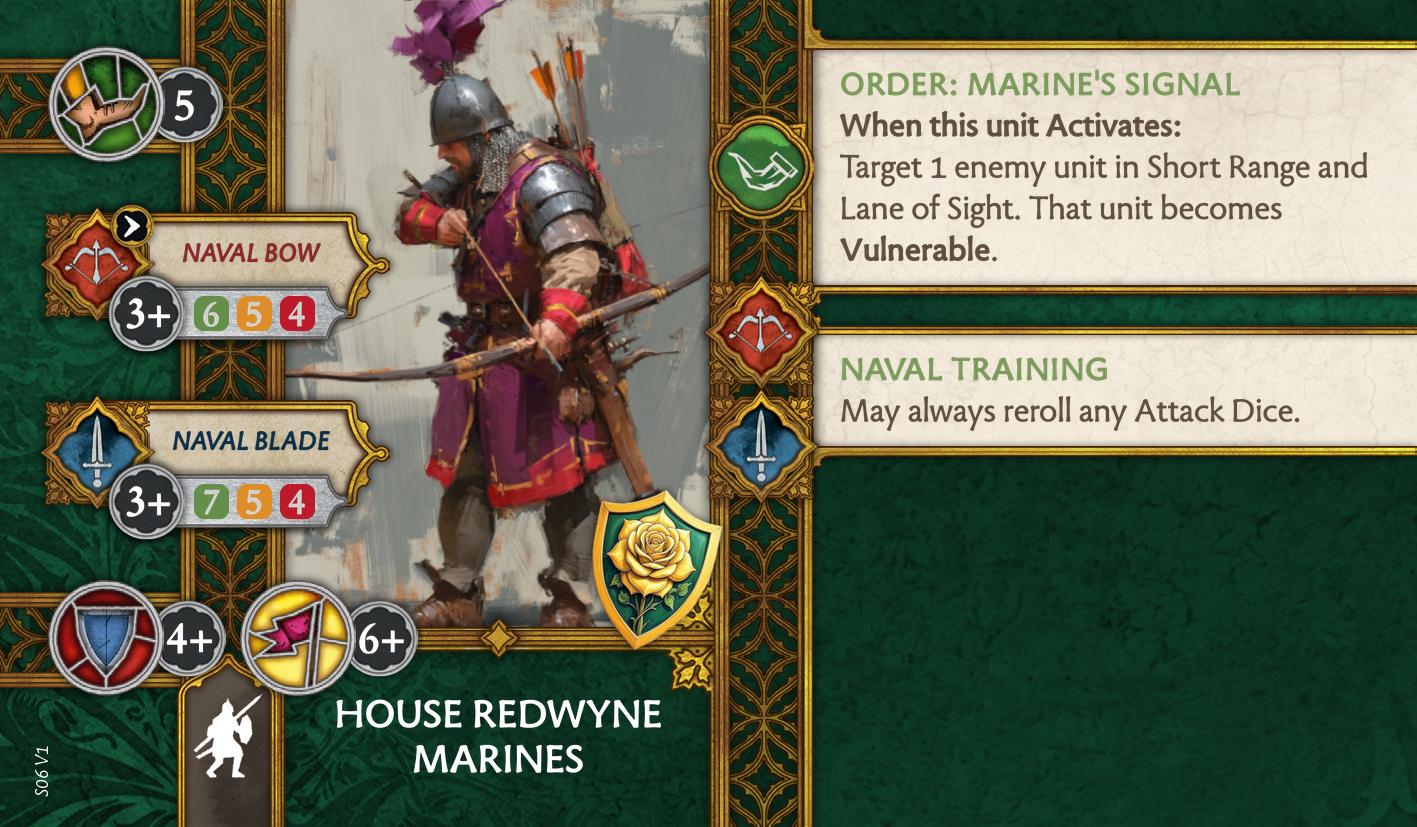 5
NAVAL BOW
3+ 6 5 4
NAVAL BLADE
3+ 7 5 4
4+ 6+
HOUSE REDWYNE
MARINES
S06 V1
ORDER: MARINE'S SIGNAL
When this unit Activates:
Target 1 enemy unit in Short Range and
Lane of Sight. That unit becomes
Vulnerable.
NAVAL TRAINING
May always reroll any Attack Dice.